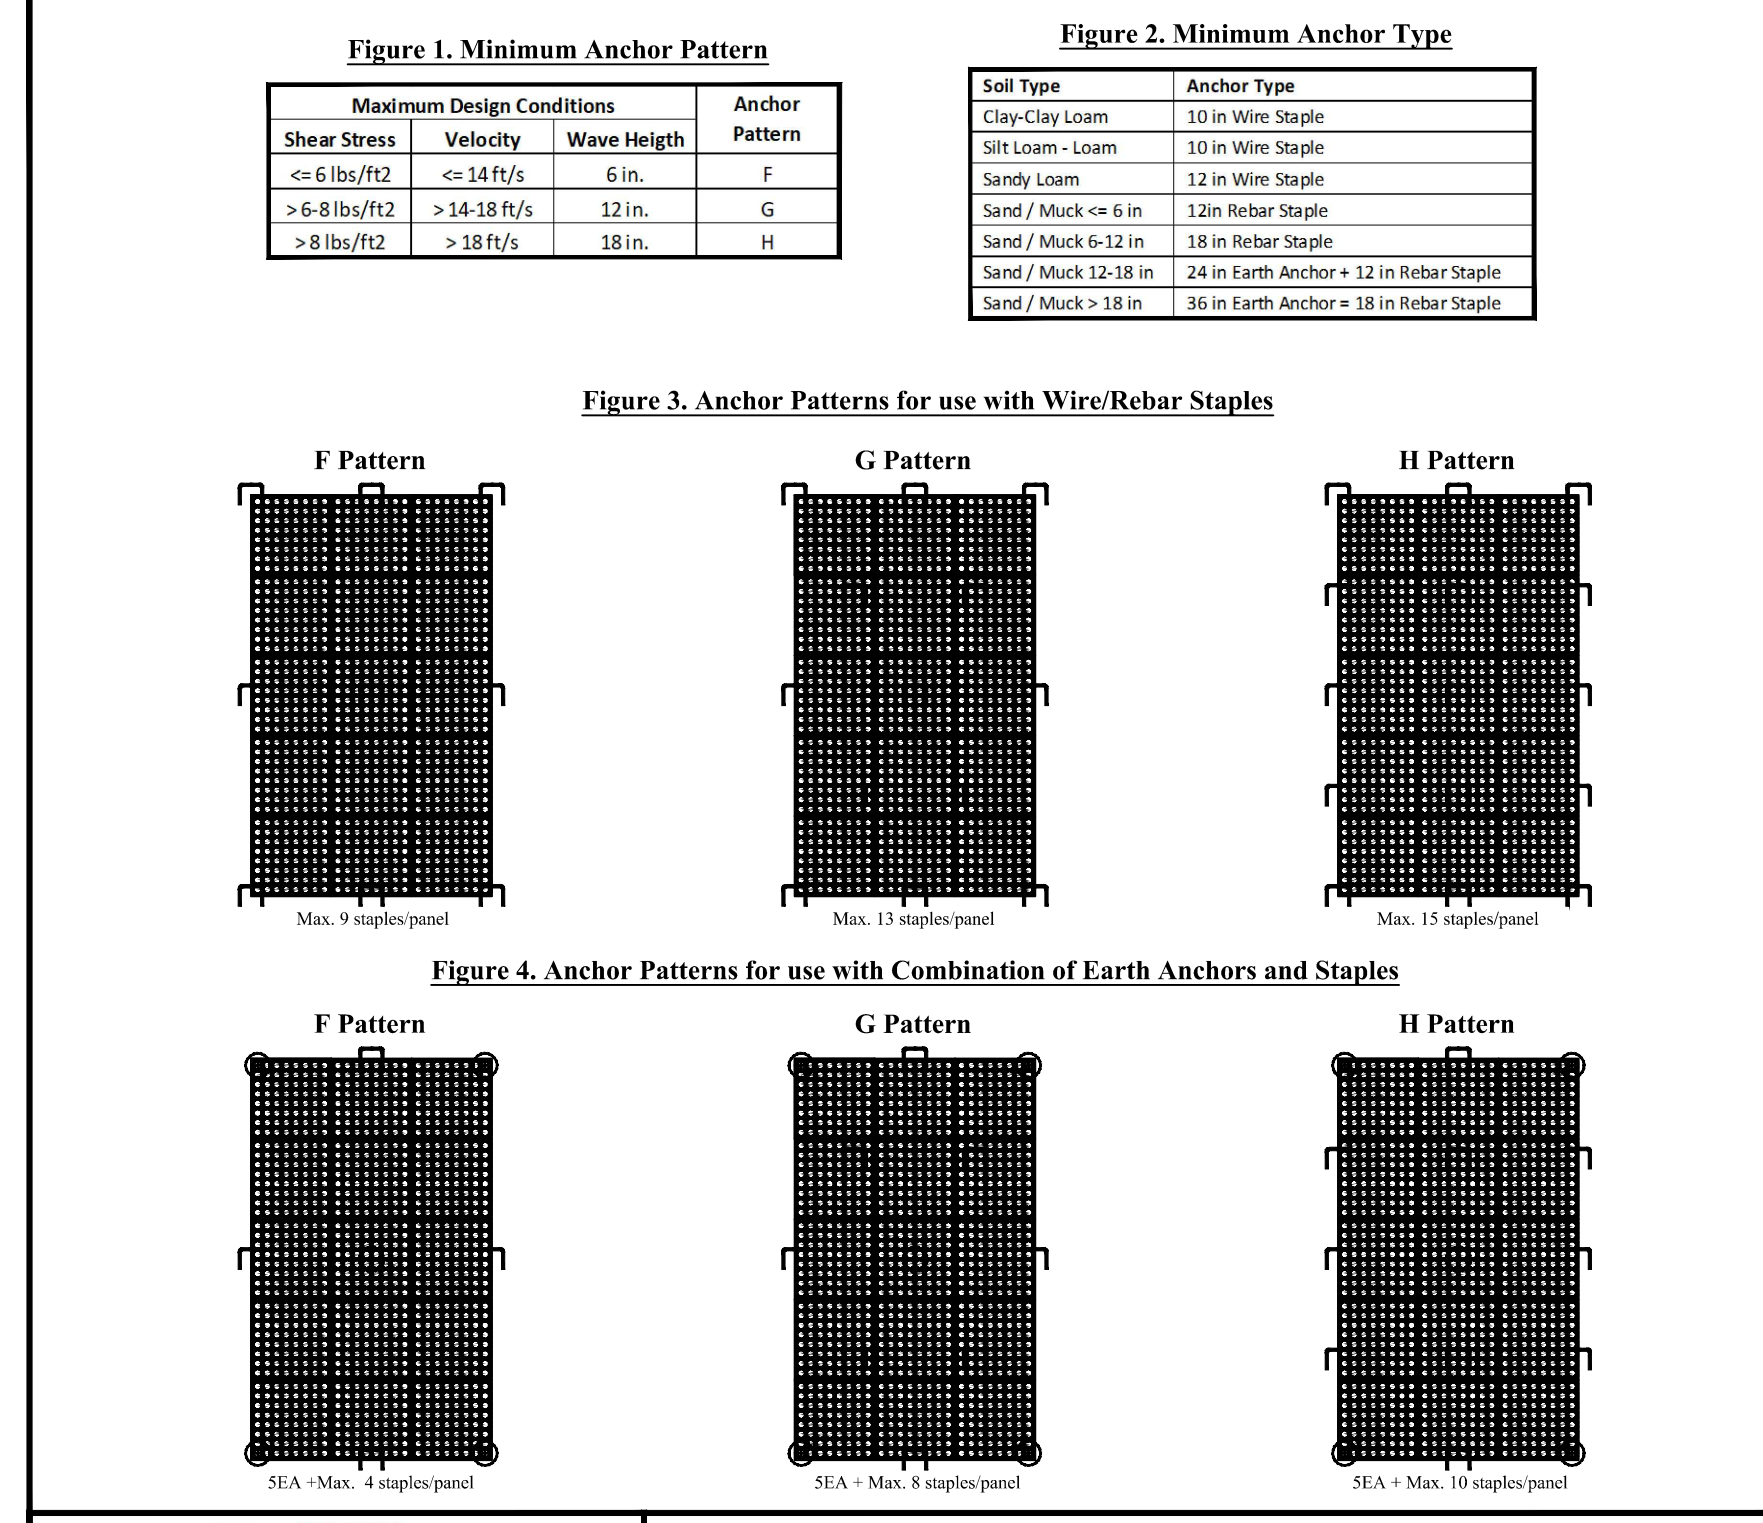 Figure 1. Minimum Anchor Pattern
Maximum Design Conditions Anchor Pattern
Shear Stress Velocity Wave Heigth
<= 6 lbs/ft2 <= 14 ft/s 6 in. F
> 6-8 lbs/ft2 > 14-18 ft/s 12 in. G
> 8 lbs/ft2 > 18 ft/s 18 in. H
Figure 2. Minimum Anchor Type
Soil Type Anchor Type
Clay-Clay Loam 10 in Wire Staple
Silt Loam - Loam 10 in Wire Staple
Sandy Loam 12 in Wire Staple
Sand / Muck <= 6 in 12in Rebar Staple
Sand / Muck 6-12 in 18 in Rebar Staple
Sand / Muck 12-18 in 24 in Earth Anchor + 12 in Rebar Staple
Sand / Muck > 18 in 36 in Earth Anchor = 18 in Rebar Staple
Figure 3. Anchor Patterns for use with Wire/Rebar Staples
F Pattern G Pattern H Pattern
Max. 9 staples/panel Max. 13 staples/panel Max. 15 staples/panel
Figure 4. Anchor Patterns for use with Combination of Earth Anchors and Staples
F Pattern G Pattern H Pattern
5EA +Max. 4 staples/panel 5EA + Max. 8 staples/panel 5EA + Max. 10 staples/panel